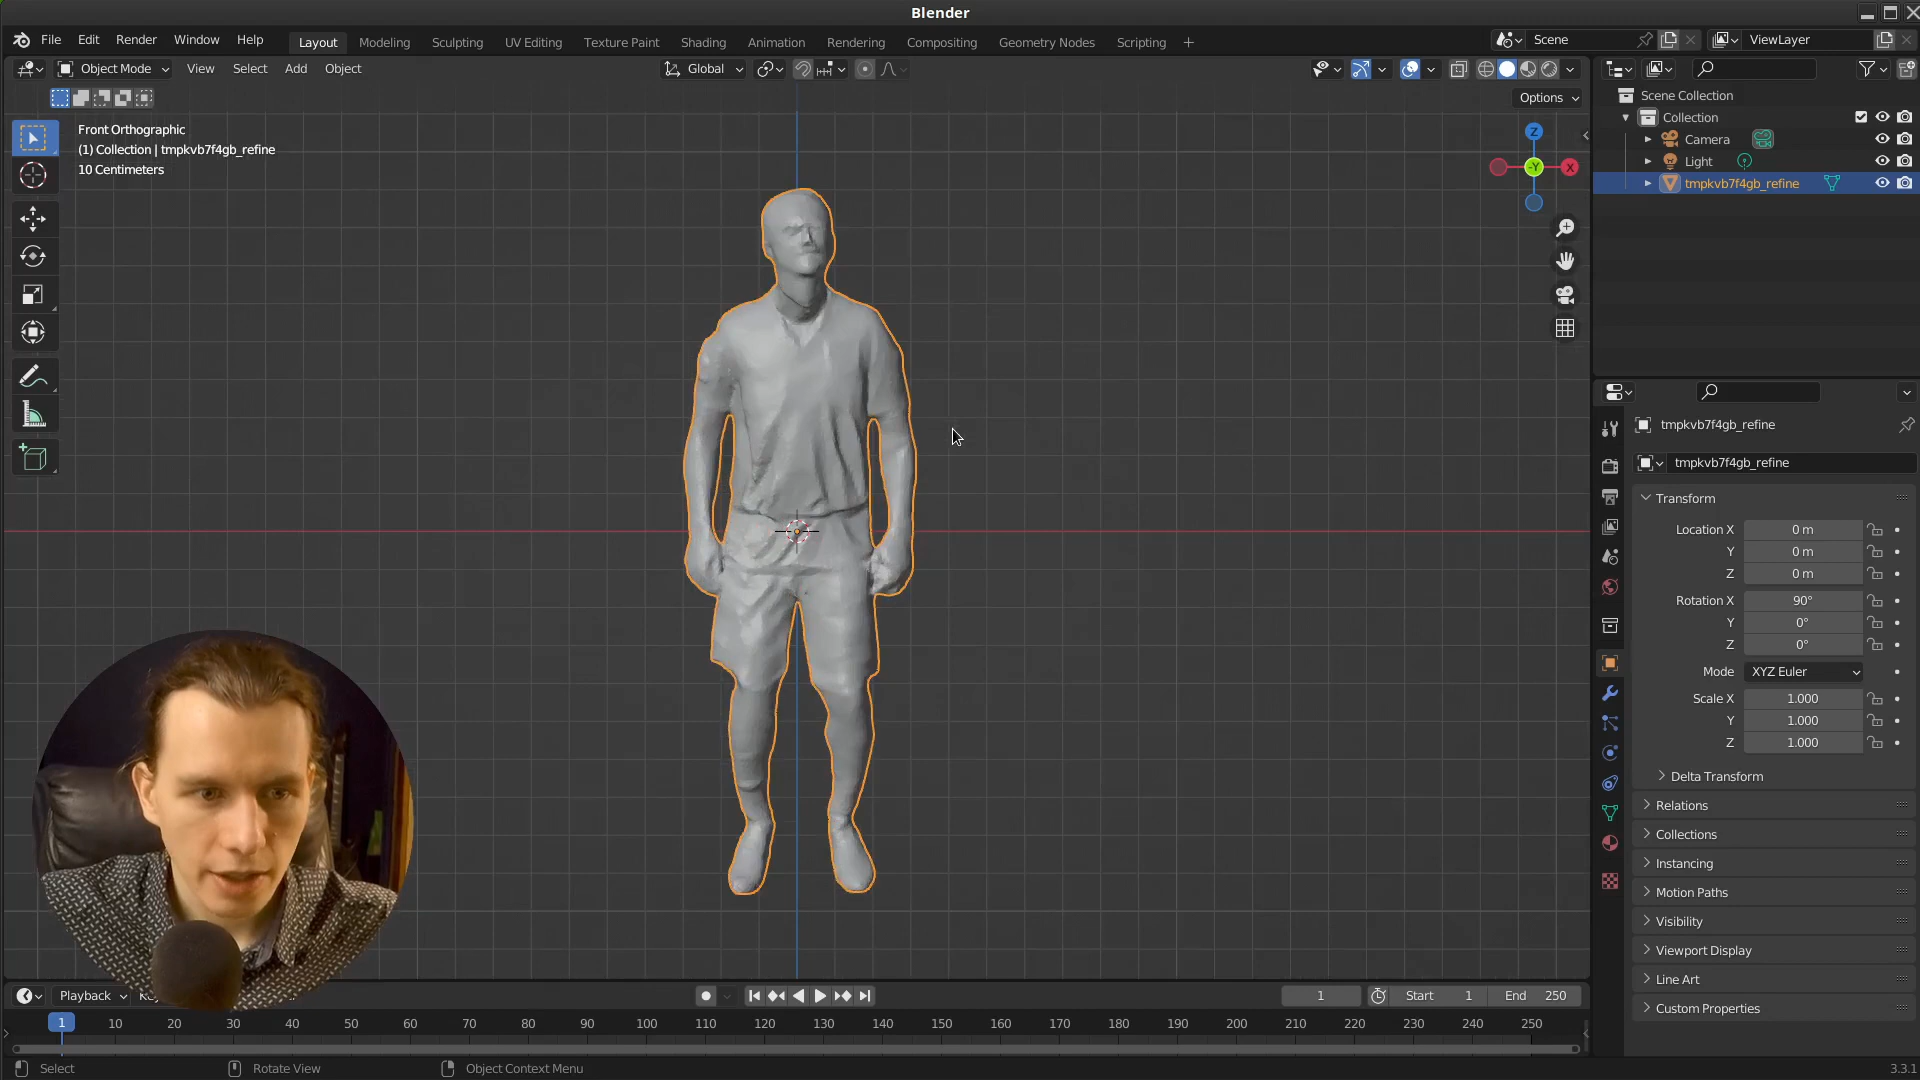 Blender
File Edit Render Window Help
Layout Modeling Sculpting UV Editing Texture Paint Shading Animation Rendering Compositing Geometry Nodes Scripting +
Scene
ViewLayer
Object Mode View Select Add Object
Global
Options
Front Orthographic
(1) Collection | tmpkvb7f4gb_refine
10 Centimeters
Z
-Y
X
Scene Collection
Collection
Camera
Light
tmpkvb7f4gb_refine
tmpkvb7f4gb_refine
tmpkvb7f4gb_refine
Transform
Location X 0 m
Y 0 m
Z 0 m
Rotation X 90°
Y 0°
Z 0°
Mode XYZ Euler
Scale X 1.000
Y 1.000
Z 1.000
Delta Transform
Relations
Collections
Instancing
Motion Paths
Visibility
Viewport Display
Line Art
Custom Properties
Playback
1 Start 1 End 250
1 10 20 30 40 50 60 70 80 90 100 110 120 130 140 150 160 170 180 190 200 210 220 230 240 250
Select Rotate View Object Context Menu
3.3.1